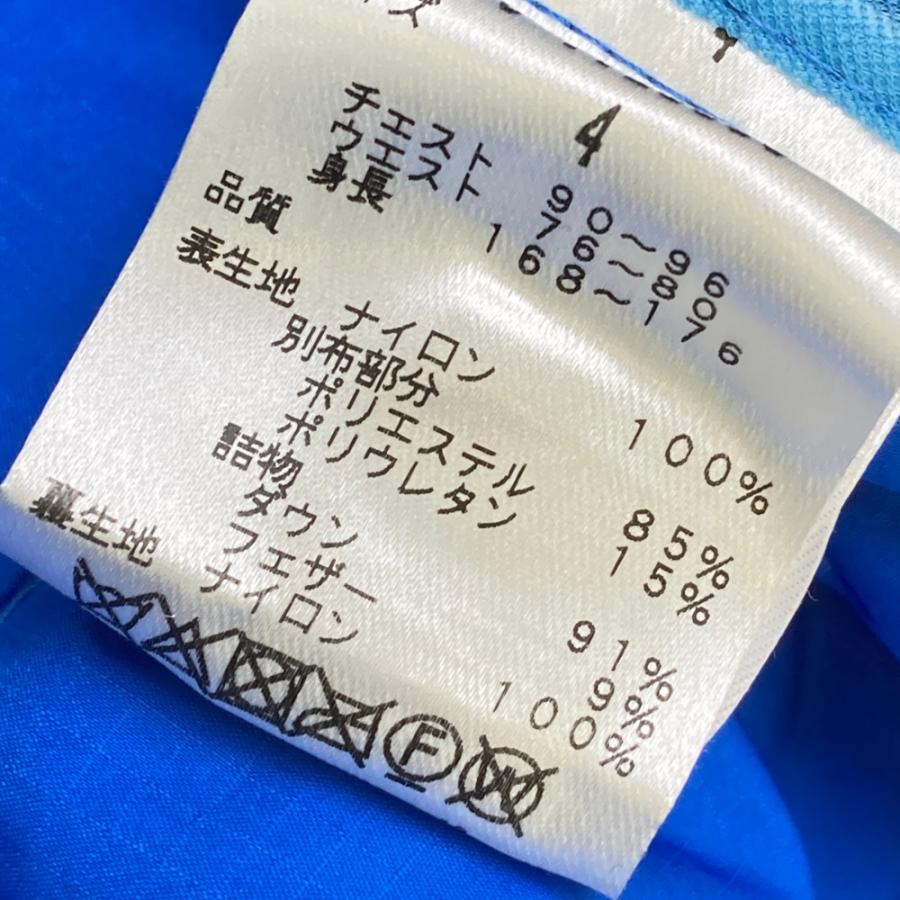 イズ 4
チェスト 90~96
ウエスト 76~80
身長 168~176
品質
表生地 ナイロン 100%
別布部分
ポリエステル 85%
ポリウレタン 15%
詰物
ダウン 91%
フェザー 9%
裏生地 ナイロン 100%
F
W